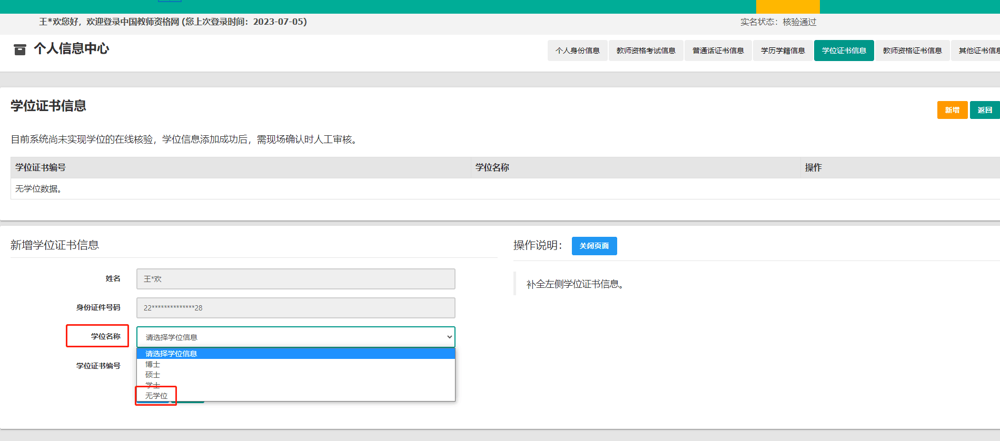 王*欢您好，欢迎登录中国教师资格网 (您上次登录时间：2023-07-05)
实名状态：核验通过
个人信息中心
个人身份信息
教师资格考试信息
普通话证书信息
学历学籍信息
学位证书信息
教师资格证书信息
其他证书信息
学位证书信息
新增
返回
目前系统尚未实现学位的在线核验，学位信息添加成功后，需现场确认时人工审核。
学位证书编号
学位名称
操作
无学位数据。
新增学位证书信息
操作说明：
关闭页面
姓名
王*欢
补全左侧学位证书信息。
身份证件号码
22**************28
学位名称
请选择学位信息
请选择学位信息
博士
学位证书编号
硕士
学士
无学位